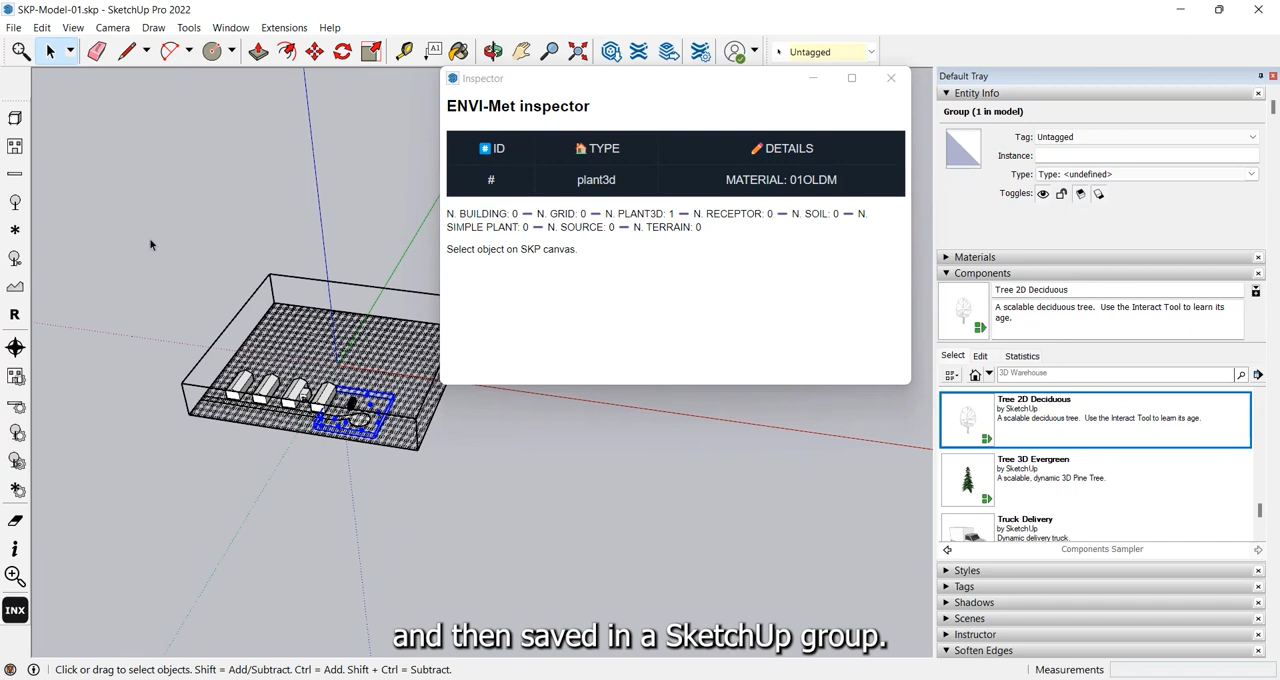 SKP-Model-01.skp - SketchUp Pro 2022
File Edit View Camera Draw Tools Window Extensions Help
A1
Untagged
Inspector
ENVI-Met inspector
# ID TYPE DETAILS
# plant3d MATERIAL: 01OLDM
N. BUILDING: 0 — N. GRID: 0 — N. PLANT3D: 1 — N. RECEPTOR: 0 — N. SOIL: 0 — N.
SIMPLE PLANT: 0 — N. SOURCE: 0 — N. TERRAIN: 0
Select object on SKP canvas.
Default Tray
Entity Info
Group (1 in model)
Tag: Untagged
Instance:
Type: Type: <undefined>
Toggles:
Materials
Components
Tree 2D Deciduous
A scalable deciduous tree. Use the Interact Tool to learn its
age.
Select Edit Statistics
3D Warehouse
Tree 2D Deciduous
by SketchUp
A scalable deciduous tree. Use the Interact Tool to learn its age.
Tree 3D Evergreen
by SketchUp
A scalable, dynamic 3D Pine Tree.
Truck Delivery
by SketchUp
Dynamic delivery truck.
Components Sampler
Styles
Tags
Shadows
Scenes
Instructor
Soften Edges
R
INX
and then saved in a SketchUp group.
Click or drag to select objects. Shift = Add/Subtract. Ctrl = Add. Shift + Ctrl = Subtract.
Measurements